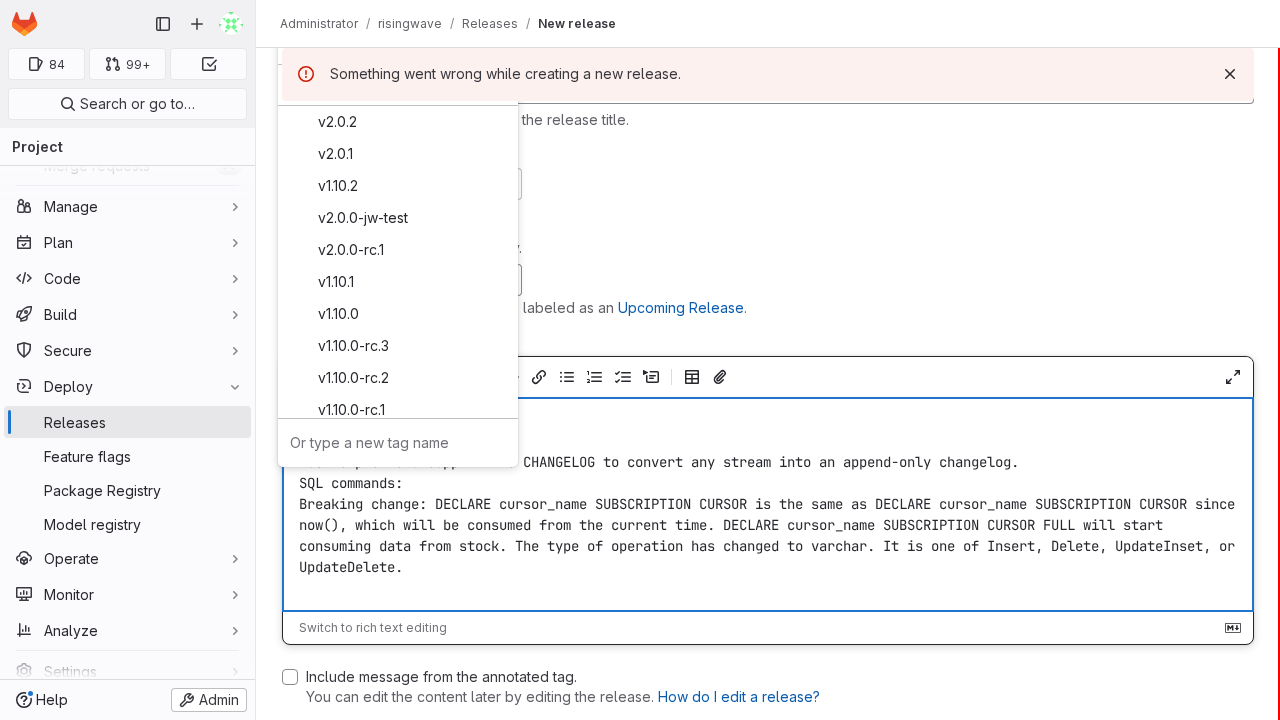 Administrator / risingwave / Releases / New release
84
99+
Search or go to…
Project
Merge requests
Manage
Plan
Code
Build
Secure
Deploy
Releases
Feature flags
Package Registry
Model registry
Operate
Monitor
Analyze
Settings
Help
Admin
Something went wrong while creating a new release.
the release title.
v2.0.2
v2.0.1
v1.10.2
v2.0.0-jw-test
v2.0.0-rc.1
v1.10.1
v1.10.0
v1.10.0-rc.3
v1.10.0-rc.2
v1.10.0-rc.1
Or type a new tag name
labeled as an Upcoming Release.
CHANGELOG to convert any stream into an append-only changelog.
SQL commands:
Breaking change: DECLARE cursor_name SUBSCRIPTION CURSOR is the same as DECLARE cursor_name SUBSCRIPTION CURSOR since
now(), which will be consumed from the current time. DECLARE cursor_name SUBSCRIPTION CURSOR FULL will start
consuming data from stock. The type of operation has changed to varchar. It is one of Insert, Delete, UpdateInset, or
UpdateDelete.
Switch to rich text editing
Include message from the annotated tag.
You can edit the content later by editing the release. How do I edit a release?